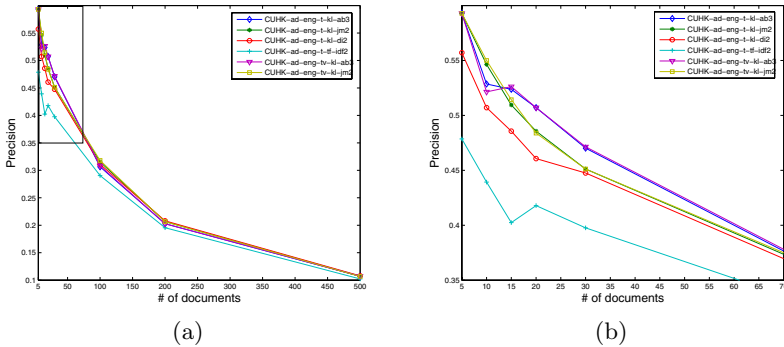 CUHK-ad-eng-t-kl-ab3
CUHK-ad-eng-t-kl-jm2
CUHK-ad-eng-t-kl-di2
CUHK-ad-eng-t-tf-idf2
CUHK-ad-eng-tv-kl-ab3
CUHK-ad-eng-tv-kl-jm2
0.55
0.5
0.45
0.4
0.35
0.3
0.25
0.2
0.15
0.1
Precision
5 50 100 150 200 250 300 350 400 450 500
# of documents
(a)
CUHK-ad-eng-t-kl-ab3
CUHK-ad-eng-t-kl-jm2
CUHK-ad-eng-t-kl-di2
CUHK-ad-eng-t-tf-idf2
CUHK-ad-eng-tv-kl-ab3
CUHK-ad-eng-tv-kl-jm2
0.55
0.5
0.45
0.4
0.35
Precision
5 10 15 20 25 30 35 40 45 50 55 60 65
# of documents
(b)